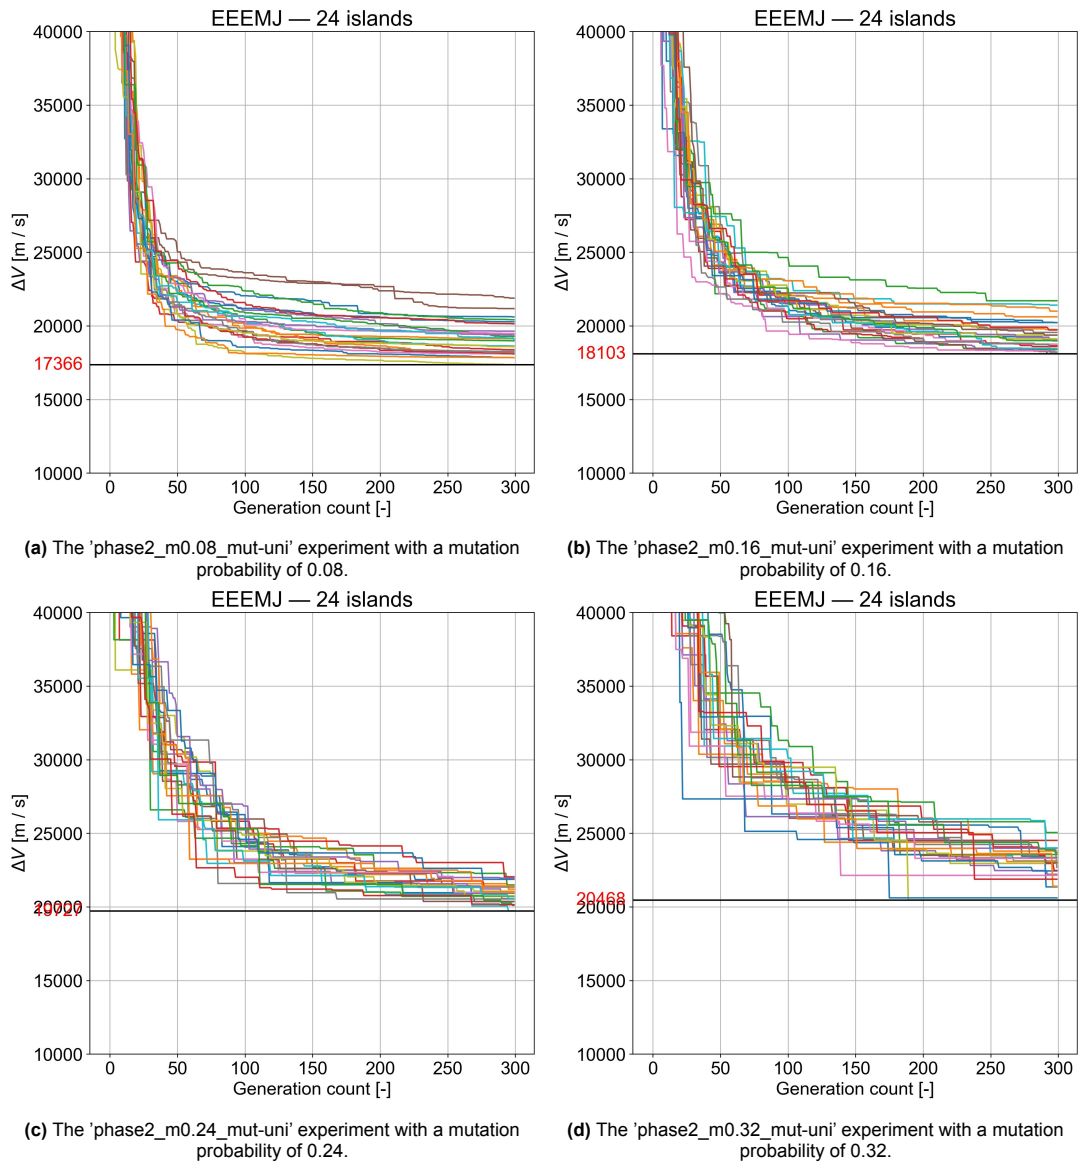 EEEMJ — 24 islands
40000
35000
30000
25000
20000
17366
15000
10000
ΔV [m / s]
0 50 100 150 200 250 300
Generation count [-]
(a) The ’phase2_m0.08_mut-uni’ experiment with a mutation
probability of 0.08.
EEEMJ — 24 islands
40000
35000
30000
25000
20000
18103
15000
10000
ΔV [m / s]
0 50 100 150 200 250 300
Generation count [-]
(b) The ’phase2_m0.16_mut-uni’ experiment with a mutation
probability of 0.16.
EEEMJ — 24 islands
40000
35000
30000
25000
20000
19727
15000
10000
ΔV [m / s]
0 50 100 150 200 250 300
Generation count [-]
(c) The ’phase2_m0.24_mut-uni’ experiment with a mutation
probability of 0.24.
EEEMJ — 24 islands
40000
35000
30000
25000
20468
20000
15000
10000
ΔV [m / s]
0 50 100 150 200 250 300
Generation count [-]
(d) The ’phase2_m0.32_mut-uni’ experiment with a mutation
probability of 0.32.